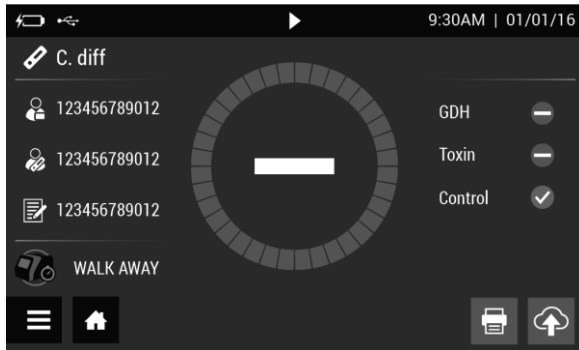 9:30AM | 01/01/16
C. diff
123456789012
123456789012
123456789012
WALK AWAY
GDH
Toxin
Control